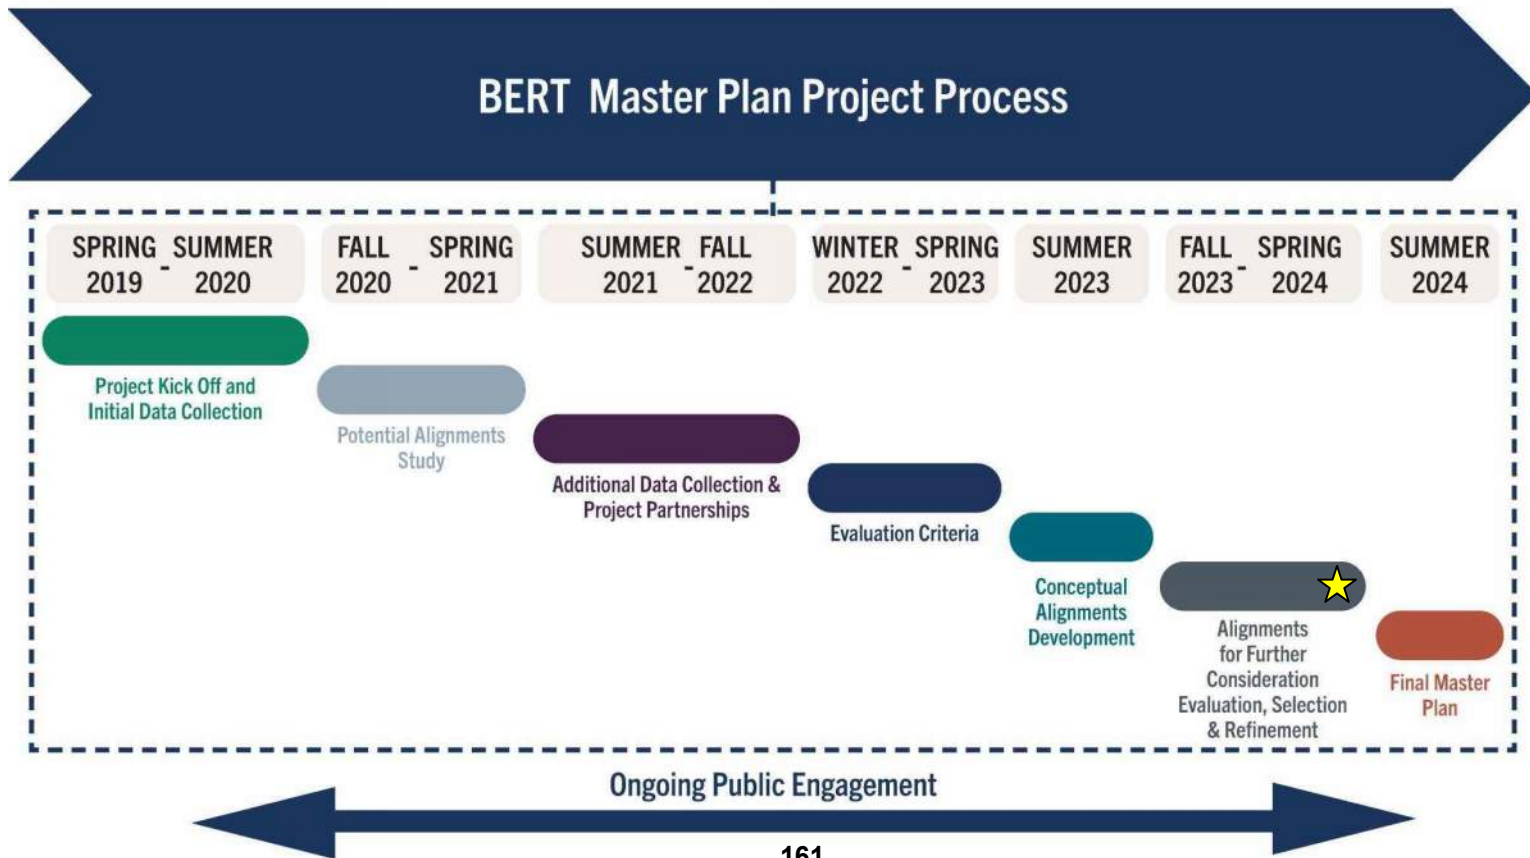 BERT Master Plan Project Process
SPRING 2019 - SUMMER 2020
FALL 2020 - SPRING 2021
SUMMER 2021 - FALL 2022
WINTER 2022 - SPRING 2023
SUMMER 2023
FALL 2023 - SPRING 2024
SUMMER 2024
Project Kick Off and
Initial Data Collection
Potential Alignments
Study
Additional Data Collection &
Project Partnerships
Evaluation Criteria
Conceptual
Alignments
Development
Alignments
for Further
Consideration
Evaluation, Selection
& Refinement
Final Master
Plan
Ongoing Public Engagement
161